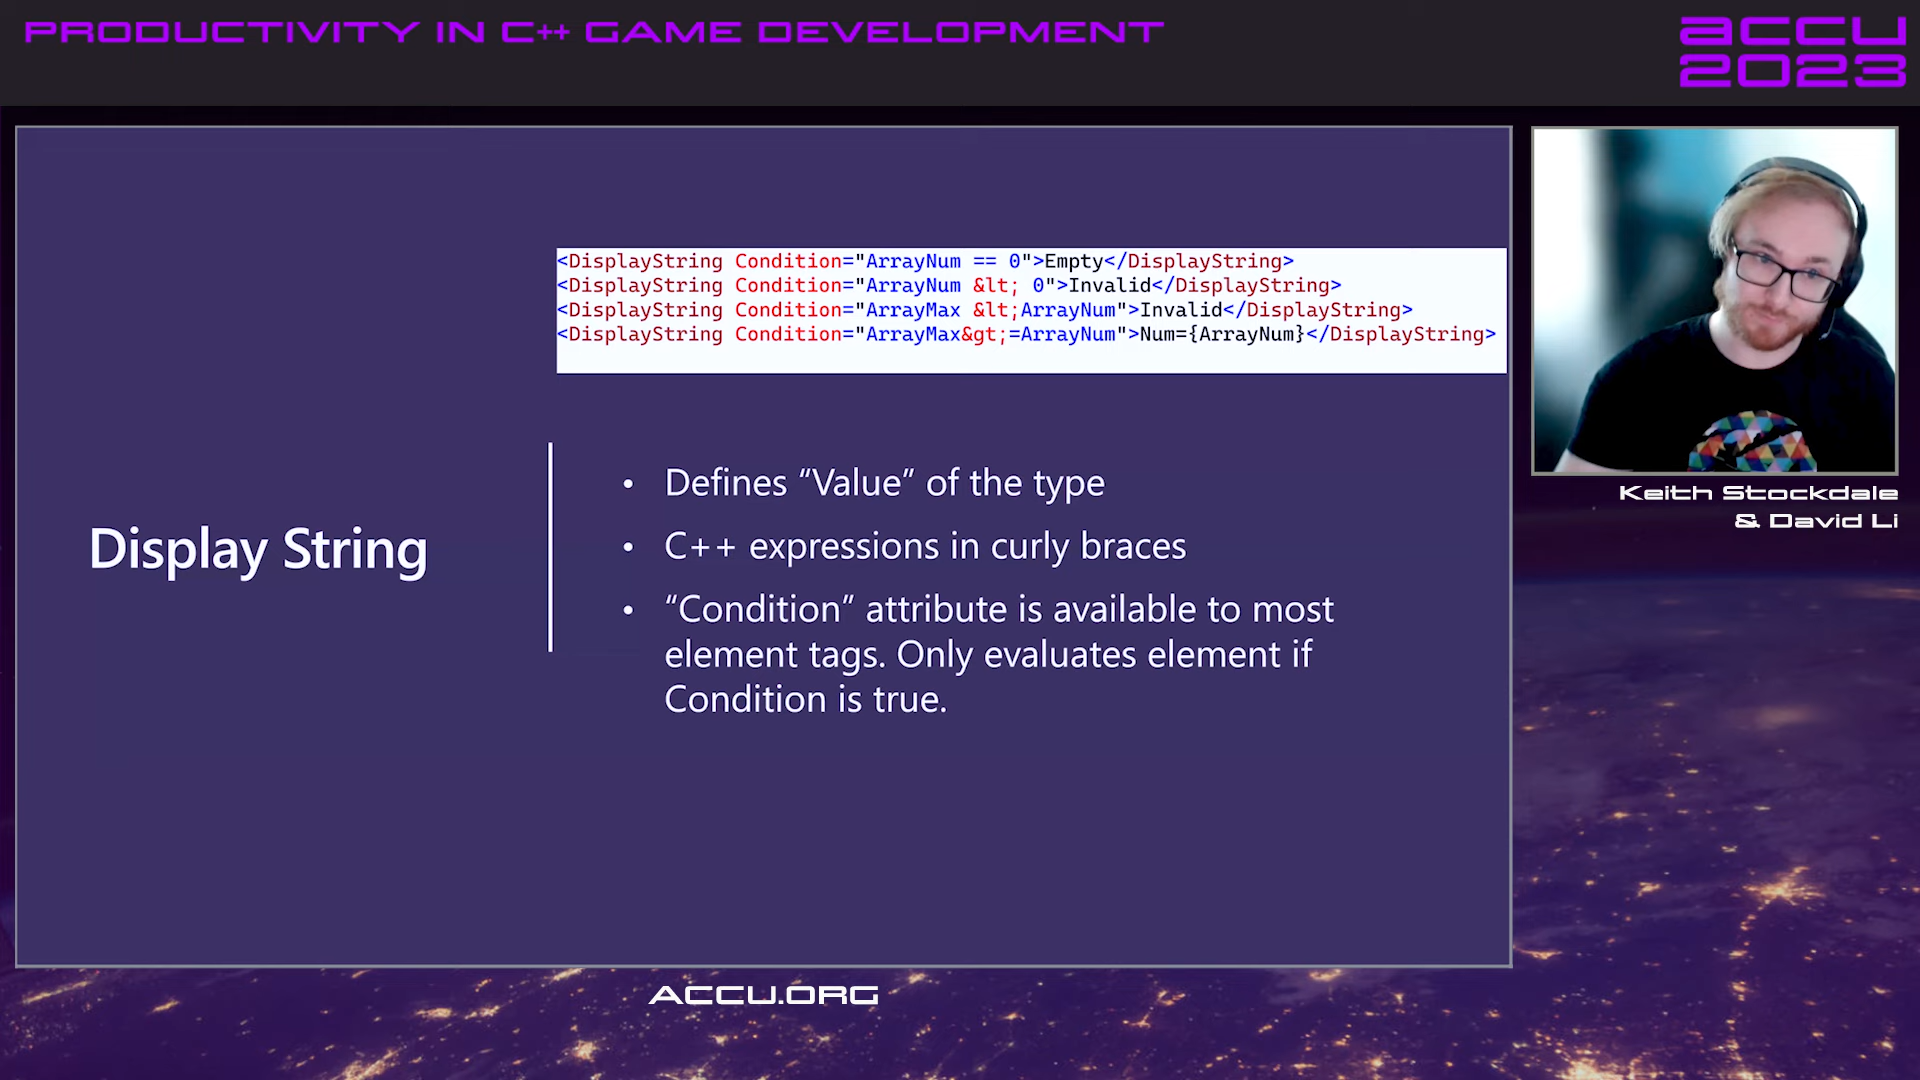 PRODUCTIVITY IN C++ GAME DEVELOPMENT
accu
2023
<DisplayString Condition="ArrayNum == 0">Empty</DisplayString>
<DisplayString Condition="ArrayNum &lt; 0">Invalid</DisplayString>
<DisplayString Condition="ArrayMax &lt;ArrayNum">Invalid</DisplayString>
<DisplayString Condition="ArrayMax&gt;=ArrayNum">Num={ArrayNum}</DisplayString>
Display String
• Defines “Value” of the type
• C++ expressions in curly braces
• “Condition” attribute is available to most
element tags. Only evaluates element if
Condition is true.
Keith Stockdale
& David Li
ACCU.ORG